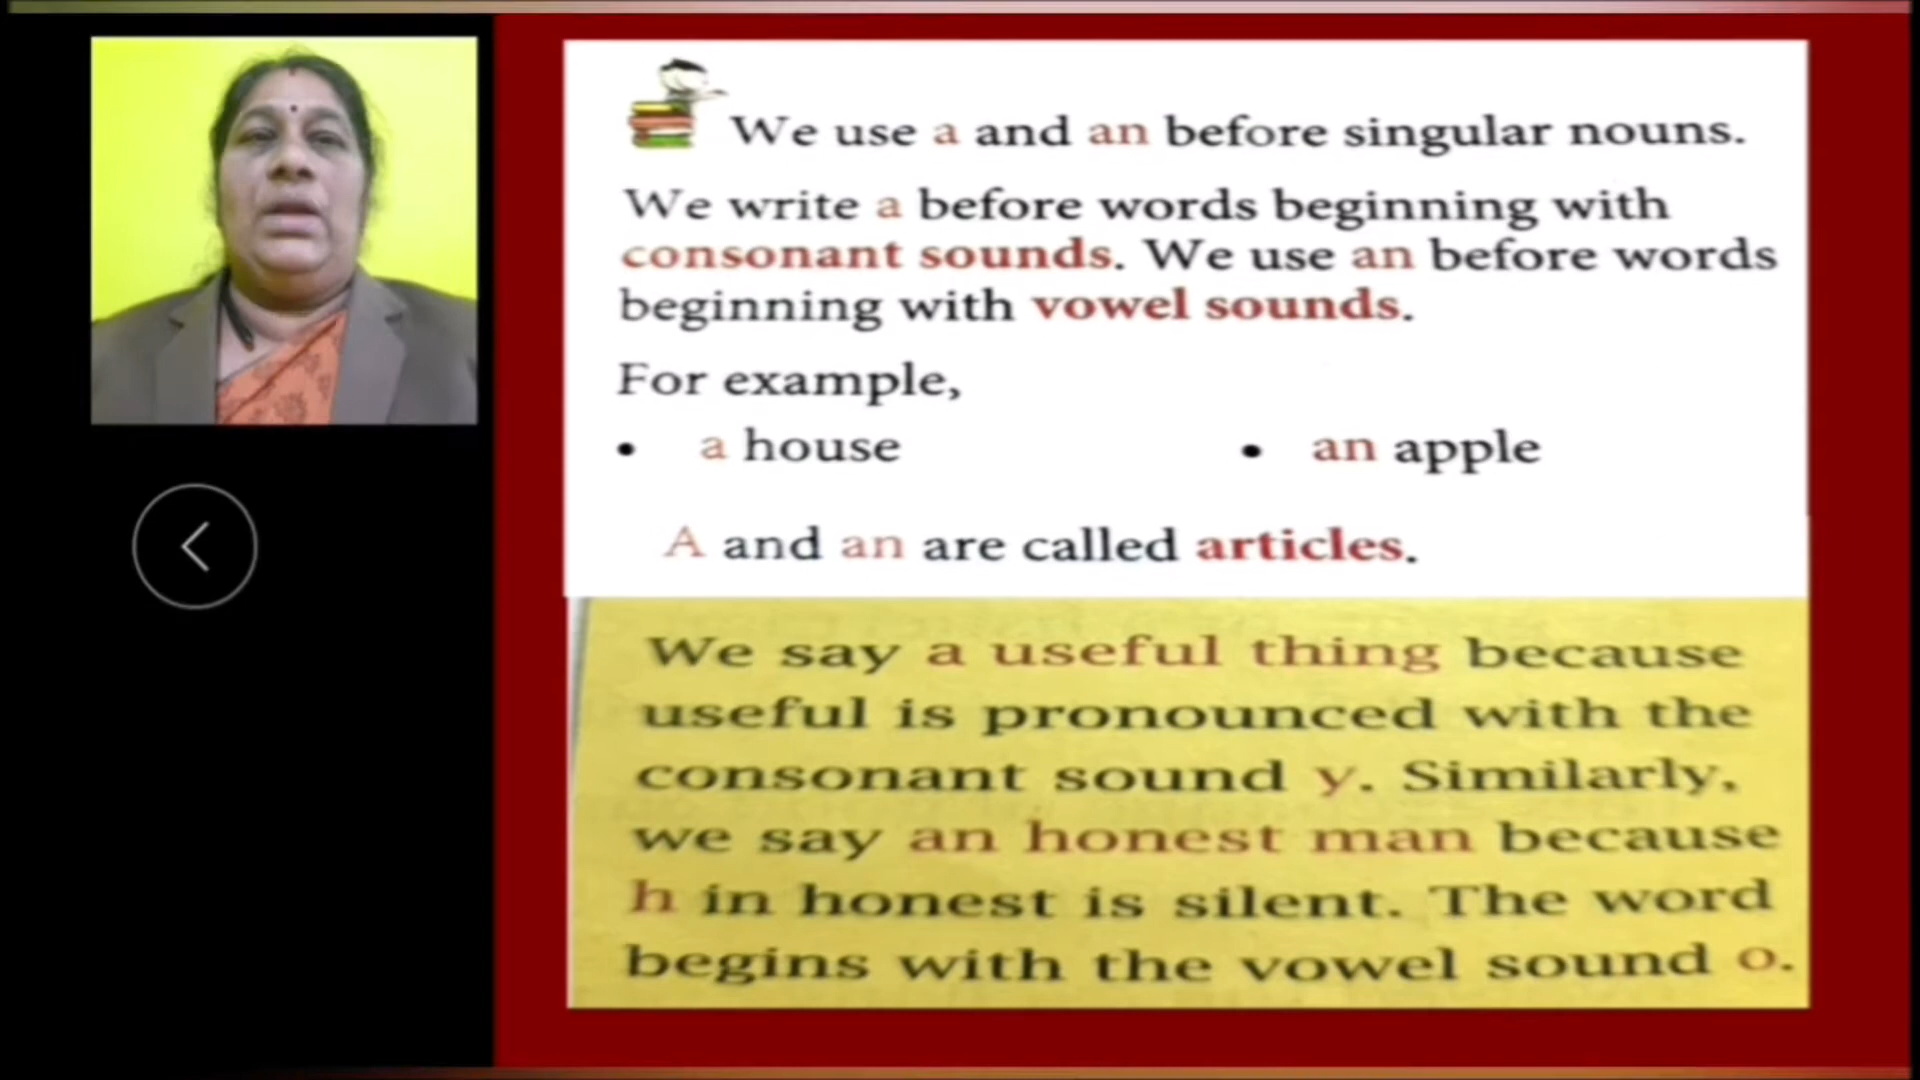 We use a and an before singular nouns.
We write a before words beginning with
consonant sounds. We use an before words
beginning with vowel sounds.
For example,
• a house • an apple
A and an are called articles.
We say a useful thing because
useful is pronounced with the
consonant sound y. Similarly,
we say an honest man because
h in honest is silent. The word
begins with the vowel sound o.